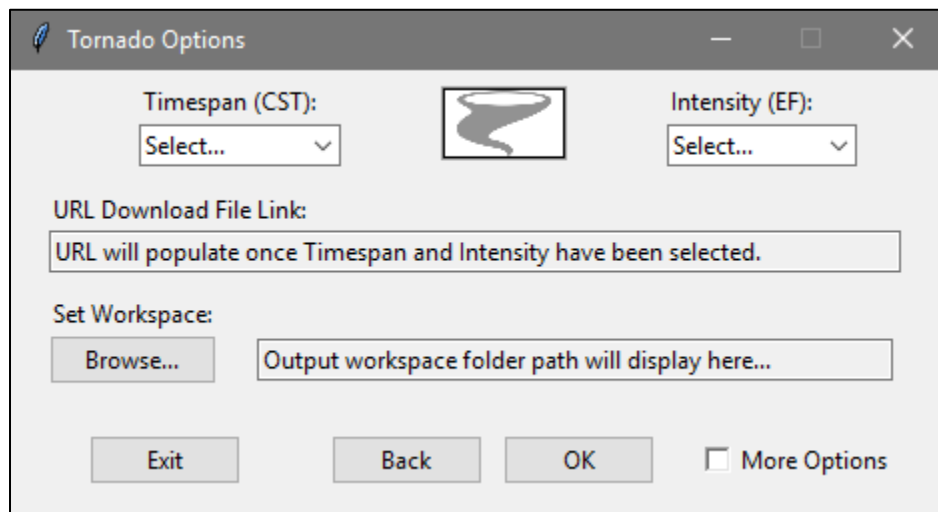 Tornado Options
Timespan (CST):
Intensity (EF):
Select...
Select...
URL Download File Link:
URL will populate once Timespan and Intensity have been selected.
Set Workspace:
Browse...
Output workspace folder path will display here...
Exit
Back
OK
More Options